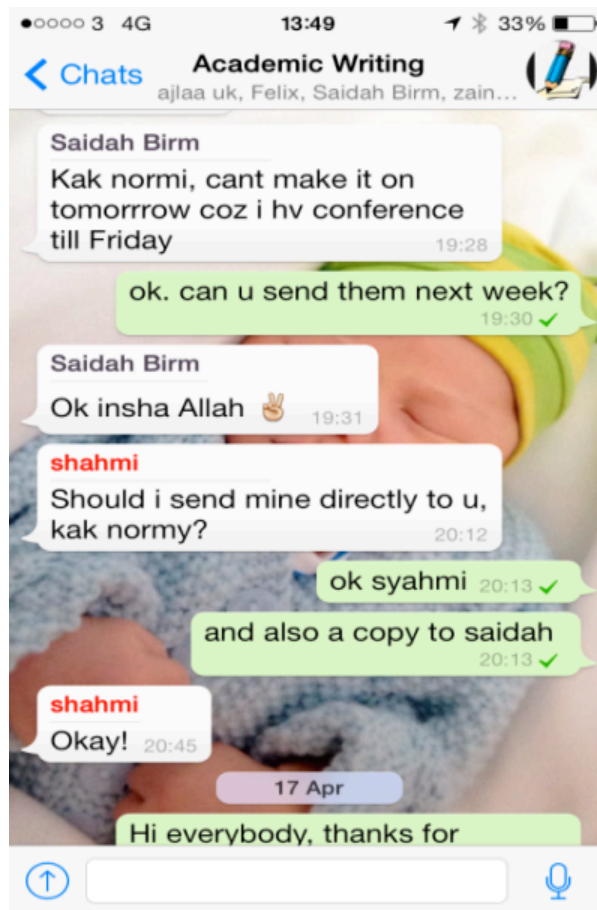 3 4G 13:49 33%
Chats Academic Writing
ajlaa uk, Felix, Saidah Birm, zain...
Saidah Birm
Kak normi, cant make it on
tomorrrow coz i hv conference
till Friday 19:28
ok. can u send them next week?
19:30
Saidah Birm
Ok insha Allah ✌ 19:31
shahmi
Should i send mine directly to u,
kak normy? 20:12
ok syahmi 20:13
and also a copy to saidah
20:13
shahmi
Okay! 20:45
17 Apr
Hi everybody, thanks for